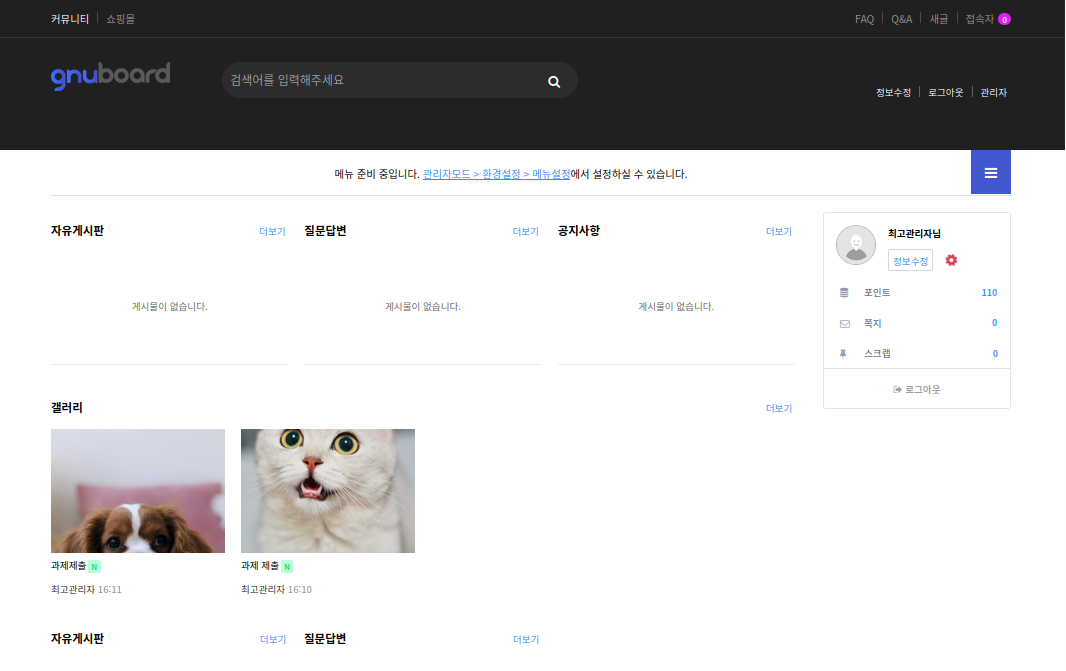 커뮤니티 쇼핑몰 FAQ Q&A 새글 접속자 0
gnuboard 검색어를 입력해주세요
정보수정 로그아웃 관리자
메뉴 준비 중입니다. 관리자모드 > 환경설정 > 메뉴설정에서 설정하실 수 있습니다.
자유게시판 더보기 질문답변 더보기 공지사항 더보기
게시물이 없습니다. 게시물이 없습니다. 게시물이 없습니다.
최고관리자님
정보수정
포인트 110
쪽지 0
스크랩 0
로그아웃
갤러리 더보기
과제제출 N 과제 제출 N
최고관리자 16:11 최고관리자 16:10
자유게시판 더보기 질문답변 더보기